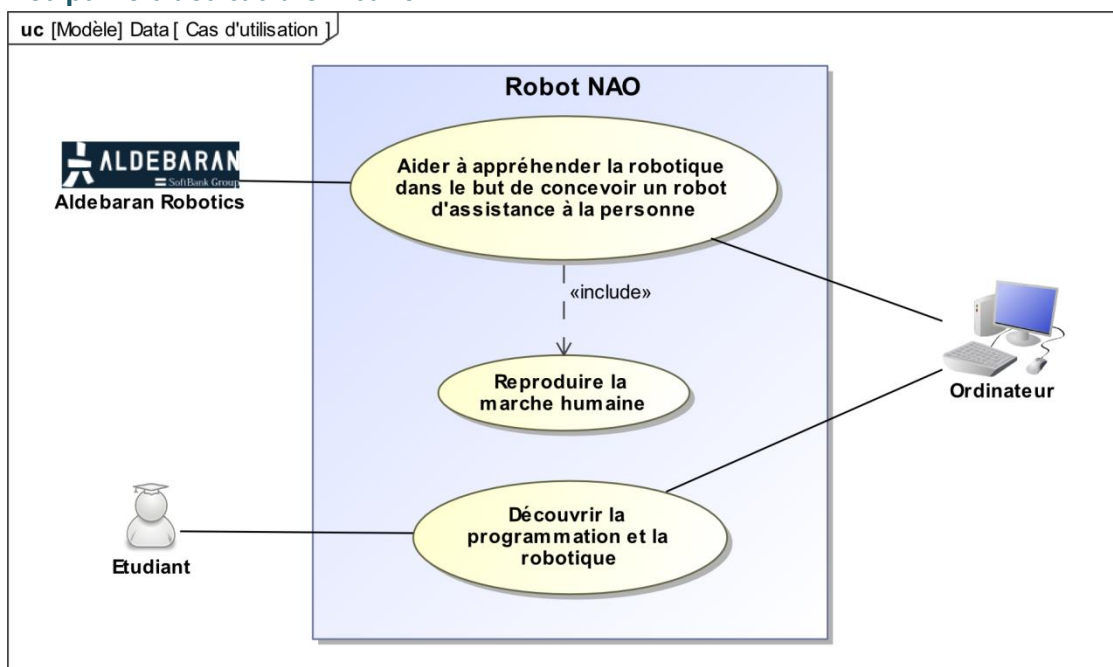 uc [Modèle] Data [ Cas d'utilisation ]
Robot NAO
Aider à appréhender la robotique
dans le but de concevoir un robot
d'assistance à la personne
ALDEBARAN
SoftBank Group
Aldebaran Robotics
«include»
Reproduire la
marche humaine
Ordinateur
Découvrir la
programmation et la
robotique
Etudiant